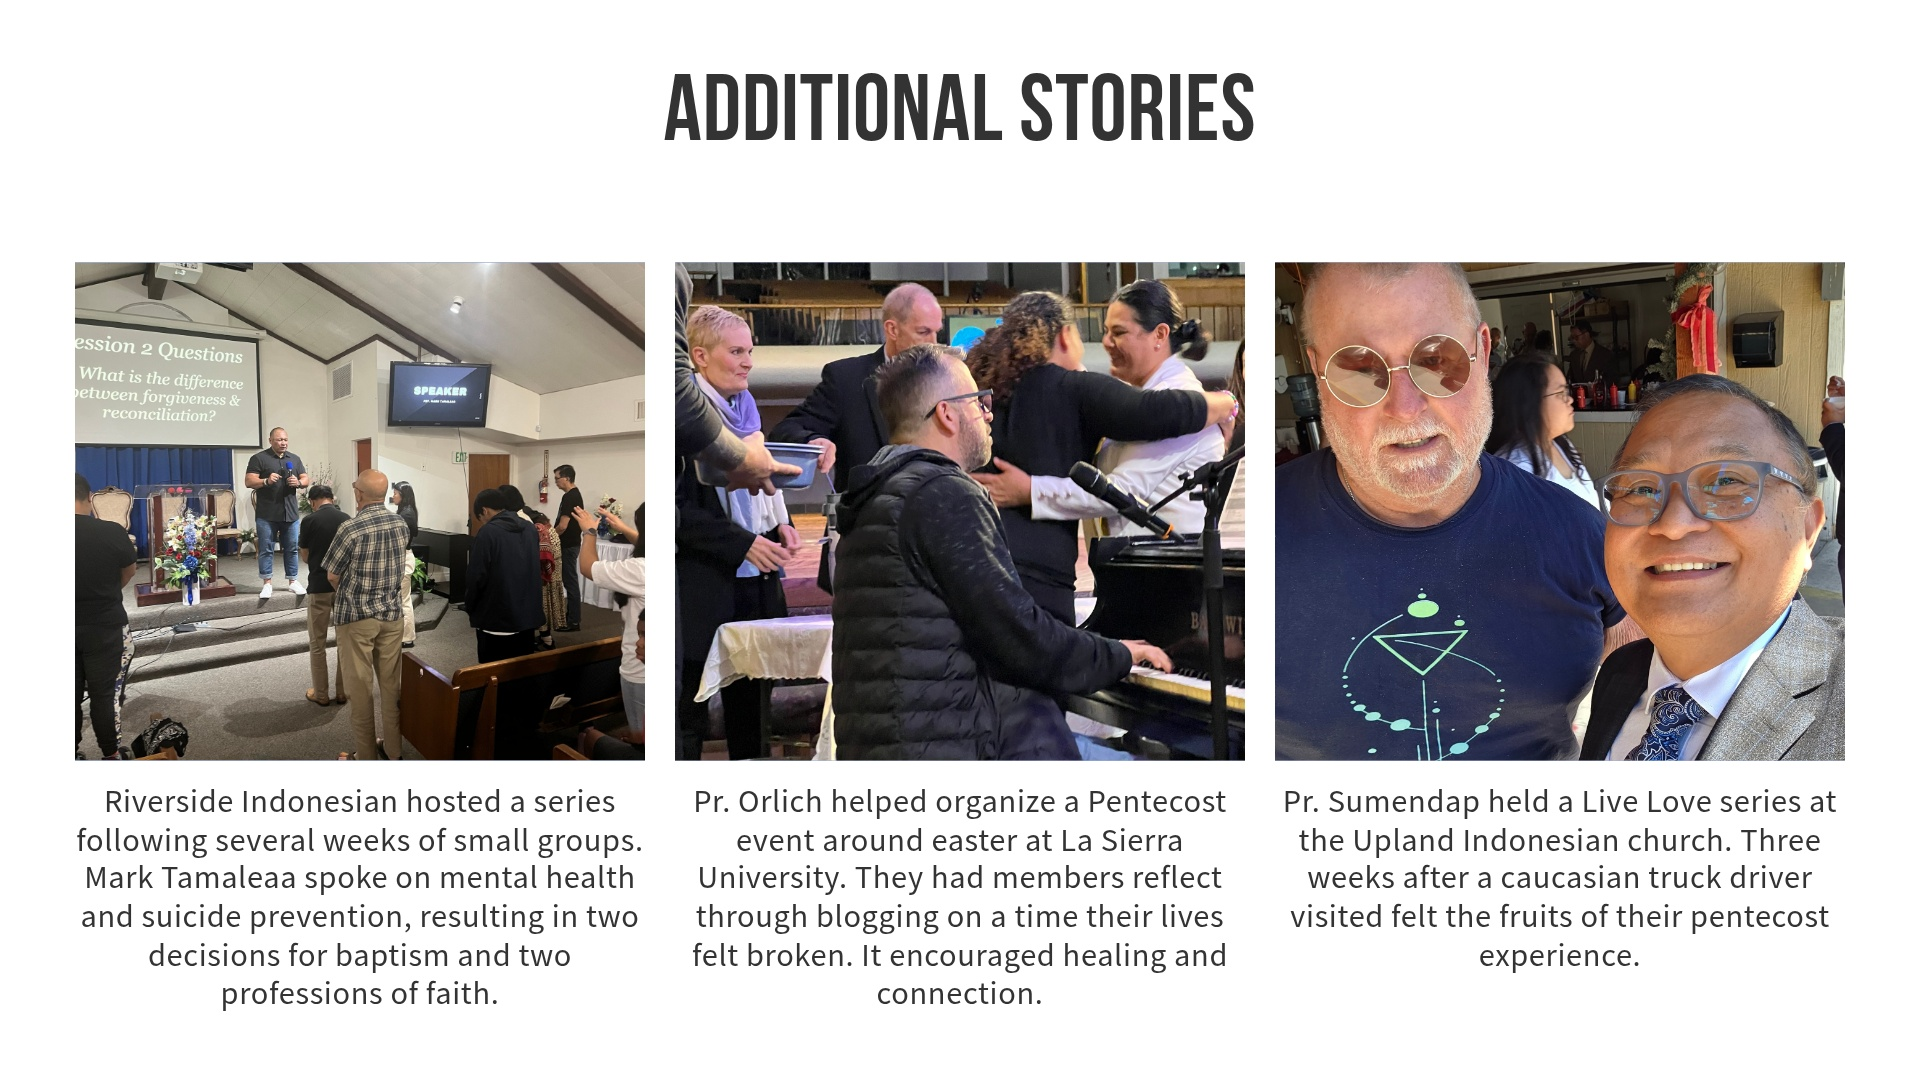 ADDITIONAL STORIES
ession 2 Questions
What is the difference
between forgiveness &
reconciliation?
SPEAKER
Riverside Indonesian hosted a series
following several weeks of small groups.
Mark Tamaleaa spoke on mental health
and suicide prevention, resulting in two
decisions for baptism and two
professions of faith.
Pr. Orlich helped organize a Pentecost
event around easter at La Sierra
University. They had members reflect
through blogging on a time their lives
felt broken. It encouraged healing and
connection.
Pr. Sumendap held a Live Love series at
the Upland Indonesian church. Three
weeks after a caucasian truck driver
visited felt the fruits of their pentecost
experience.